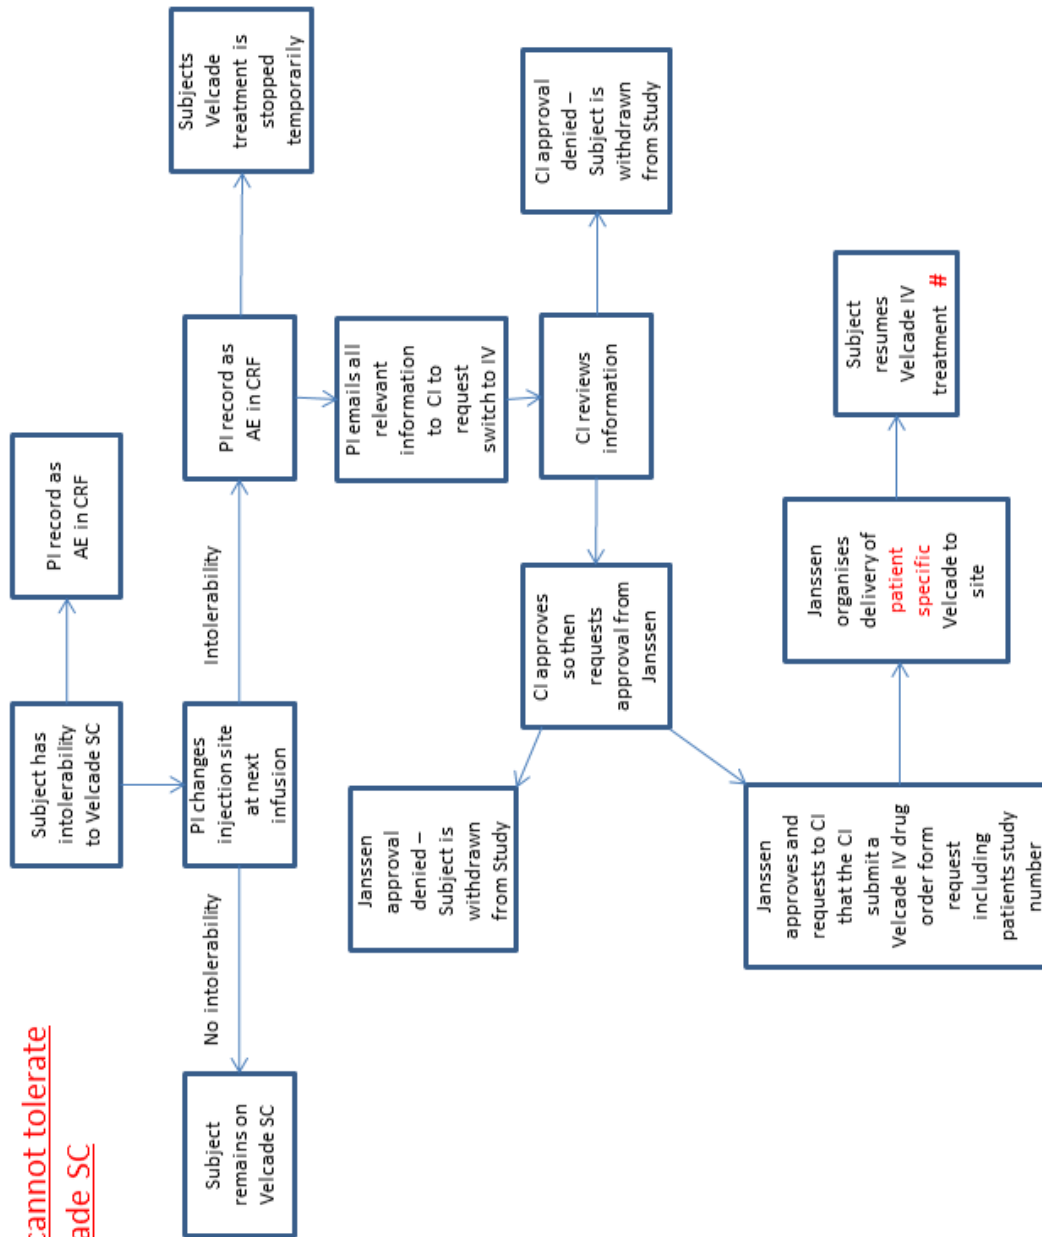 cannot tolerate
ade SC
Subject has
intolerability
to Velcade SC
PI record as
AE in CRF
PI changes
injection site
at next
infusion
No intolerability
Intolerability
Subject
remains on
Velcade SC
PI record as
AE in CRF
Subjects
Velcade
treatment is
stopped
temporarily
PI emails all
relevant
information
to CI to
request
switch to IV
CI reviews
information
CI approval
denied –
Subject is
withdrawn
from Study
CI approves
so then
requests
approval from
Janssen
Janssen
approval
denied –
Subject is
withdrawn
from Study
Janssen
approves and
requests to CI
that the CI
submit a
Velcade IV drug
order form
request
including
patients study
number
Janssen
organises
delivery of
patient
specific
Velcade to
site
Subject
resumes
Velcade IV
treatment #